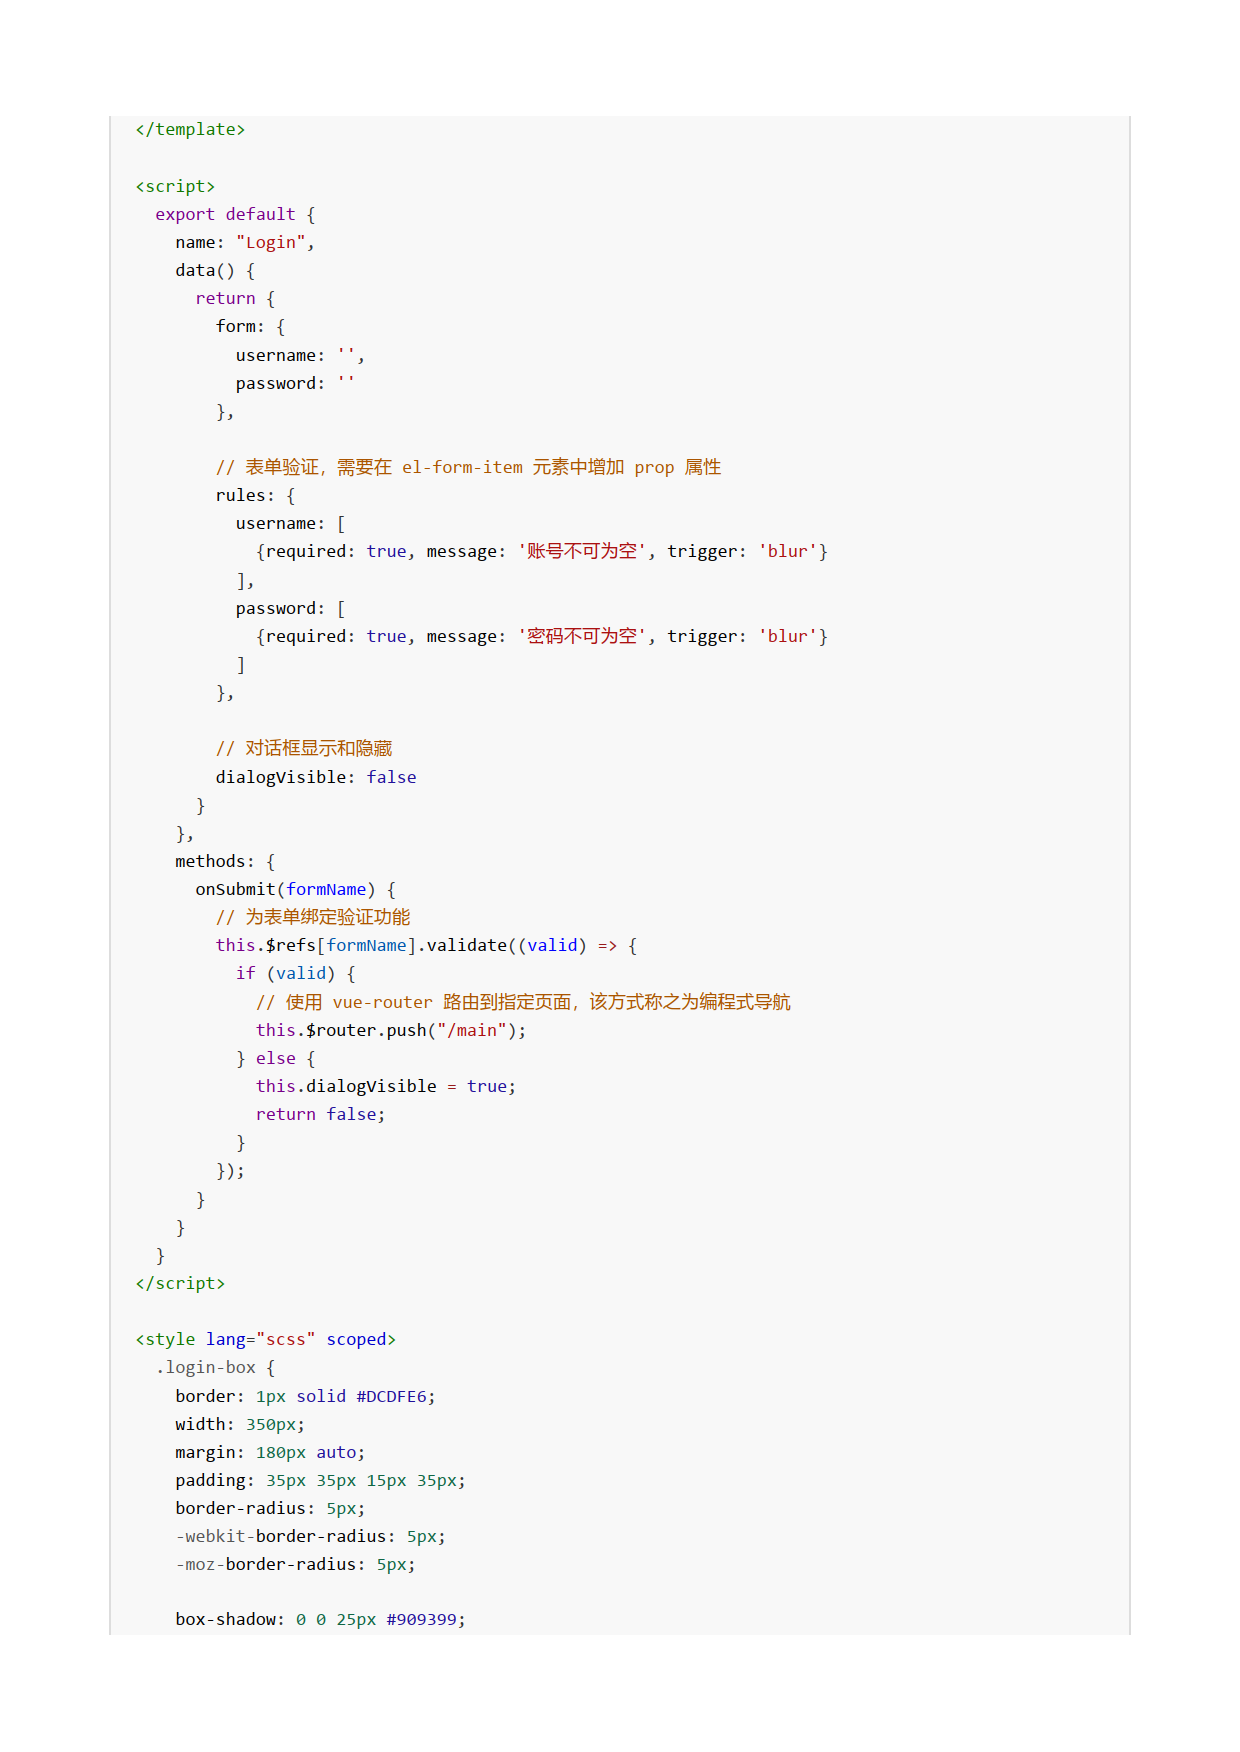 </template>
<script>
export default {
name: "Login",
data() {
return {
form: {
username: '',
password: ''
},
// 表单验证，需要在 el-form-item 元素中增加 prop 属性
rules: {
username: [
{required: true, message: '账号不可为空', trigger: 'blur'}
],
password: [
{required: true, message: '密码不可为空', trigger: 'blur'}
]
},
// 对话框显示和隐藏
dialogVisible: false
}
},
methods: {
onSubmit(formName) {
// 为表单绑定验证功能
this.$refs[formName].validate((valid) => {
if (valid) {
// 使用 vue-router 路由到指定页面，该方式称之为编程式导航
this.$router.push("/main");
} else {
this.dialogVisible = true;
return false;
}
});
}
}
}
</script>
<style lang="scss" scoped>
.login-box {
border: 1px solid #DCDFE6;
width: 350px;
margin: 180px auto;
padding: 35px 35px 15px 35px;
border-radius: 5px;
-webkit-border-radius: 5px;
-moz-border-radius: 5px;
box-shadow: 0 0 25px #909399;